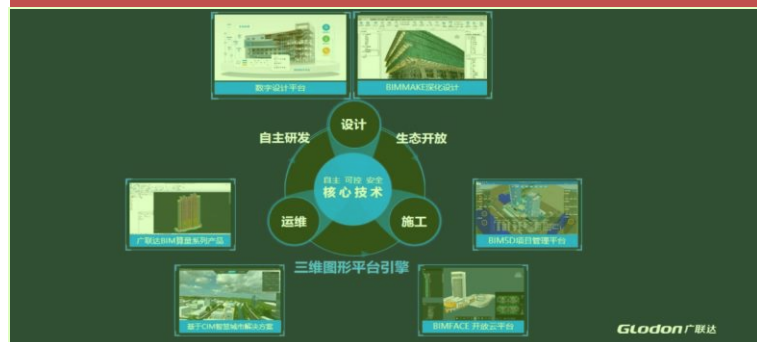 数字设计平台
BIMMAKE深化设计
设计
自主研发
生态开放
自主 可控 安全
核心技术
运维
施工
广联达BIM算量系列产品
BIM5D项目管理平台
三维图形平台引擎
基于CIM智慧城市解决方案
BIMFACE 开放云平台
GLodon广联达